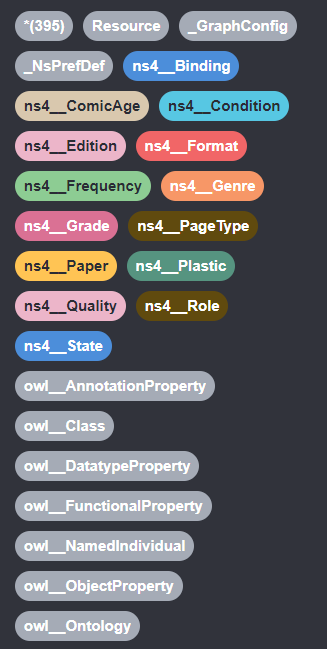 *(395) Resource _GraphConfig
_NsPrefDef ns4__Binding
ns4__ComicAge ns4__Condition
ns4__Edition ns4__Format
ns4__Frequency ns4__Genre
ns4__Grade ns4__PageType
ns4__Paper ns4__Plastic
ns4__Quality ns4__Role
ns4__State
owl__AnnotationProperty
owl__Class
owl__DatatypeProperty
owl__FunctionalProperty
owl__NamedIndividual
owl__ObjectProperty
owl__Ontology